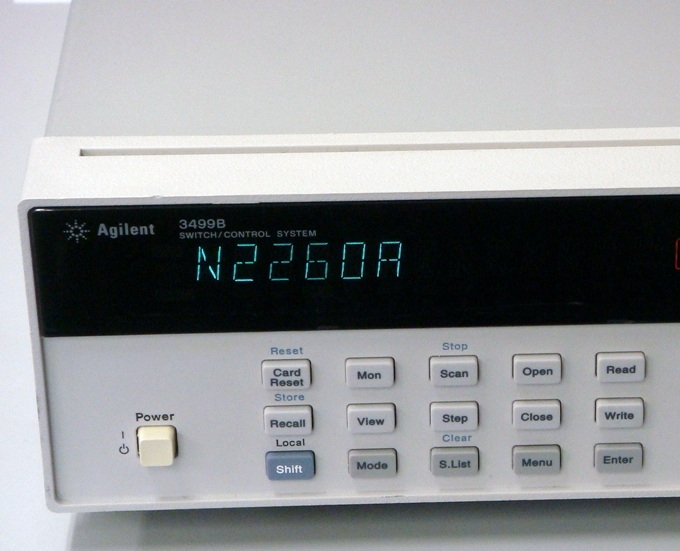 Agilent
3499B
SWITCH/CONTROL SYSTEM
N2260A
Reset
Stop
Card Reset
Mon
Scan
Open
Read
Store
Recall
View
Step
Close
Write
Power
Local
Clear
Shift
Mode
S.List
Menu
Enter